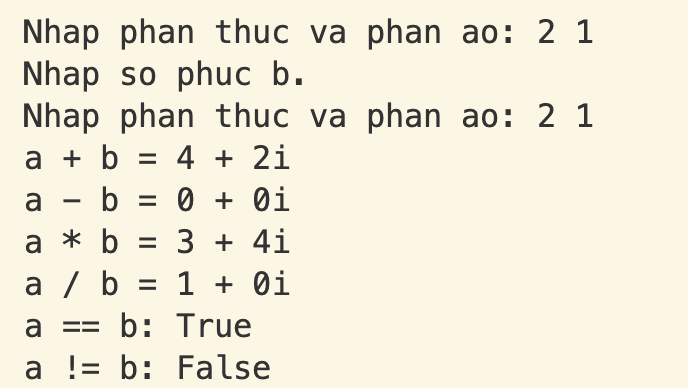 Nhap phan thuc va phan ao: 2 1
Nhap so phuc b.
Nhap phan thuc va phan ao: 2 1
a + b = 4 + 2i
a - b = 0 + 0i
a * b = 3 + 4i
a / b = 1 + 0i
a == b: True
a != b: False